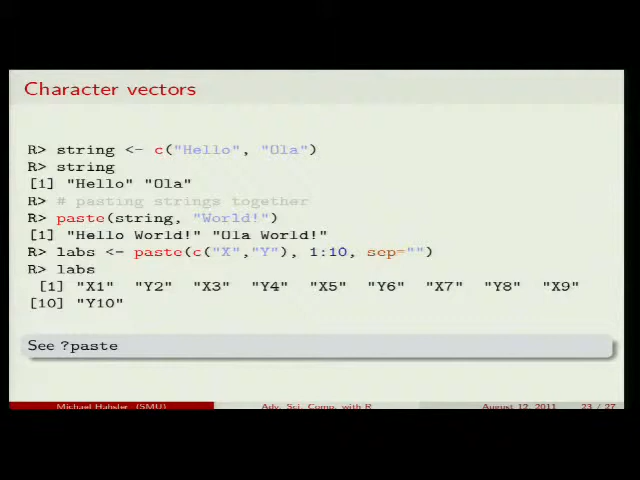 Character vectors
R> string <- c("Hello", "Ola")
R> string
[1] "Hello" "Ola"
R> # pasting strings together
R> paste(string, "World!")
[1] "Hello World!" "Ola World!"
R> labs <- paste(c("X","Y"), 1:10, sep="")
R> labs
[1] "X1" "Y2" "X3" "Y4" "X5" "Y6" "X7" "Y8" "X9"
[10] "Y10"
See ?paste
Michael Hahsler (SMU) Adv. Sci. Comp. with R August 12, 2011 23 / 27